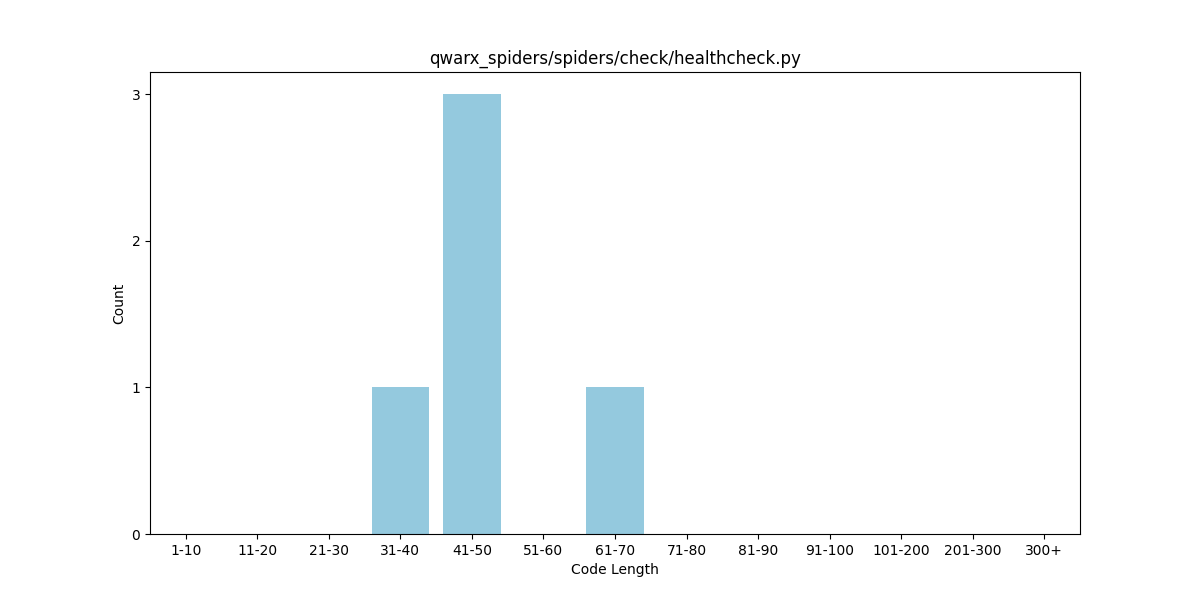 qwarx_spiders/spiders/check/healthcheck.py
3
2
1
0
Count
1-10 11-20 21-30 31-40 41-50 51-60 61-70 71-80 81-90 91-100 101-200 201-300 300+
Code Length